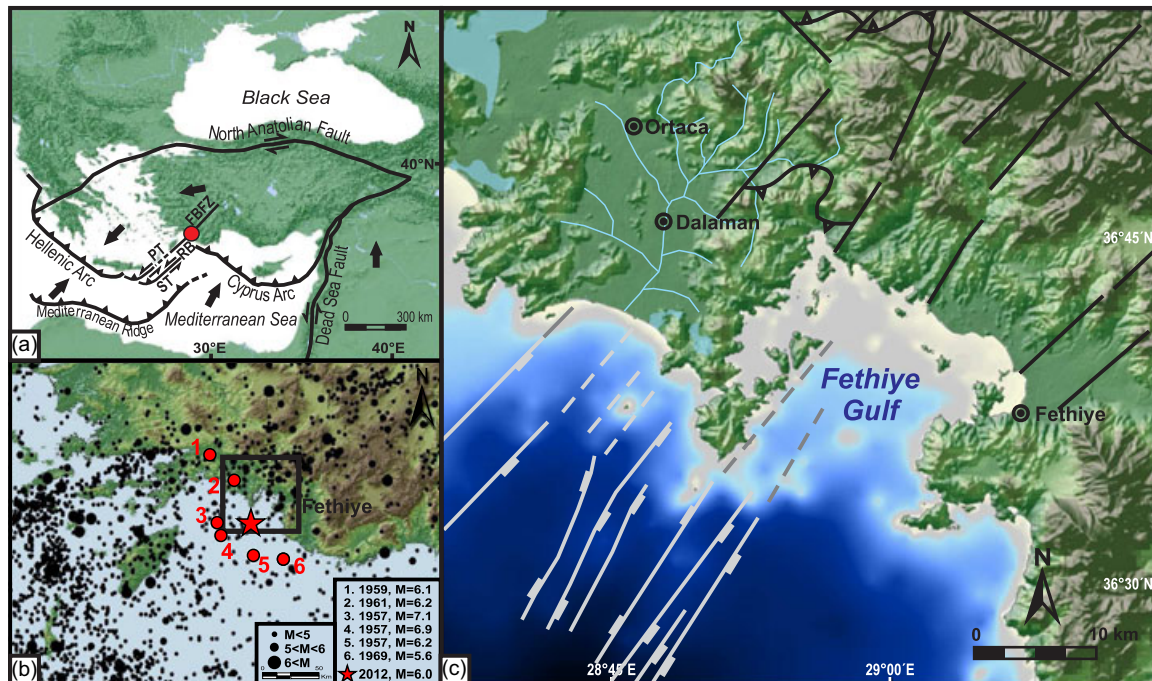 N
Black Sea
North Anatolian Fault
40°N
FBFZ
PT
RB
ST
Hellenic Arc
Cyprus Arc
Mediterranean Ridge
Mediterranean Sea
Dead Sea Fault
0 300 km
(a)
30°E
40°E
N
1
2
Fethiye
3
4
5
6
1. 1959, M=6.1
2. 1961, M=6.2
3. 1957, M=7.1
4. 1957, M=6.9
5. 1957, M=6.2
6. 1969, M=5.6
2012, M=6.0
M<5
5<M<6
6<M
0 50
Km
(b)
Ortaca
Dalaman
36°45´N
Fethiye
Gulf
Fethiye
N
36°30´N
0 10 km
28°45´E
29°00´E
(c)